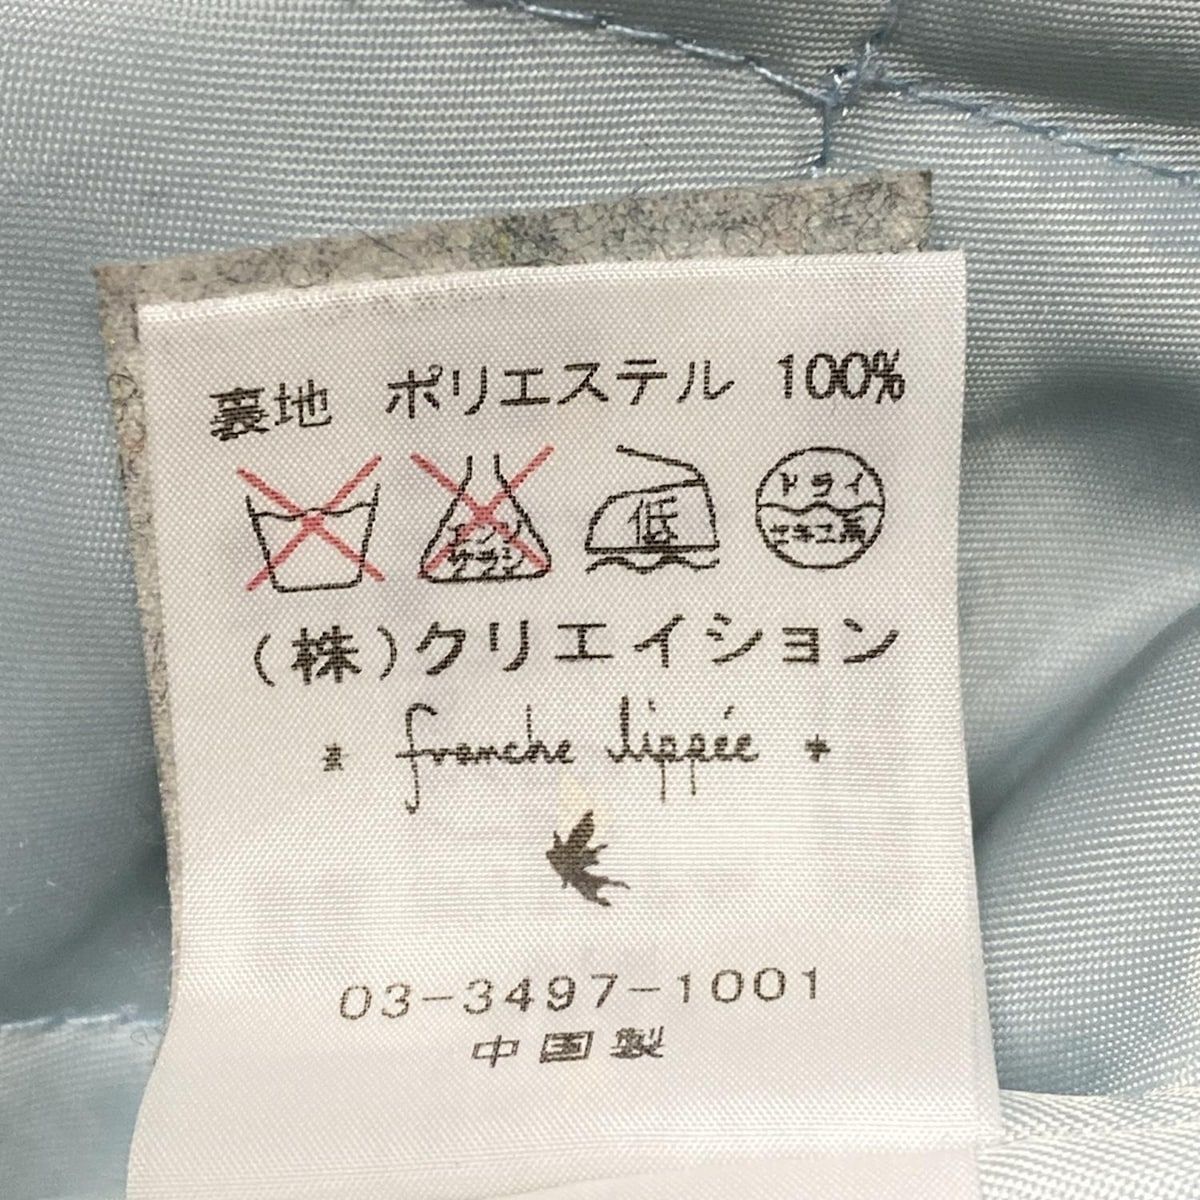 裏地 ポリエステル 100%
エンソ サラシ 低 ドライ セキユ系
(株)クリエイション
* franche lippée *
03-3497-1001
中国製